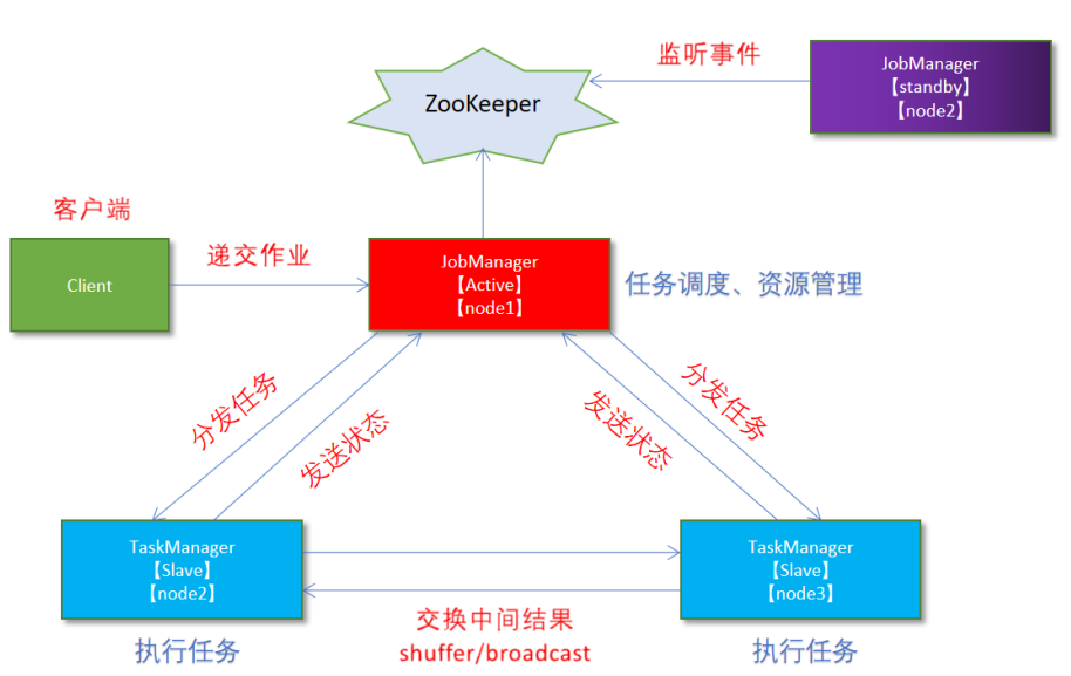 监听事件
JobManager
【standby】
【node2】
ZooKeeper
客户端
Client
递交作业
JobManager
【Active】
【node1】
任务调度、资源管理
分发任务
发送状态
发送状态
分发任务
TaskManager
【Slave】
【node2】
TaskManager
【Slave】
【node3】
交换中间结果
shuffer/broadcast
执行任务
执行任务